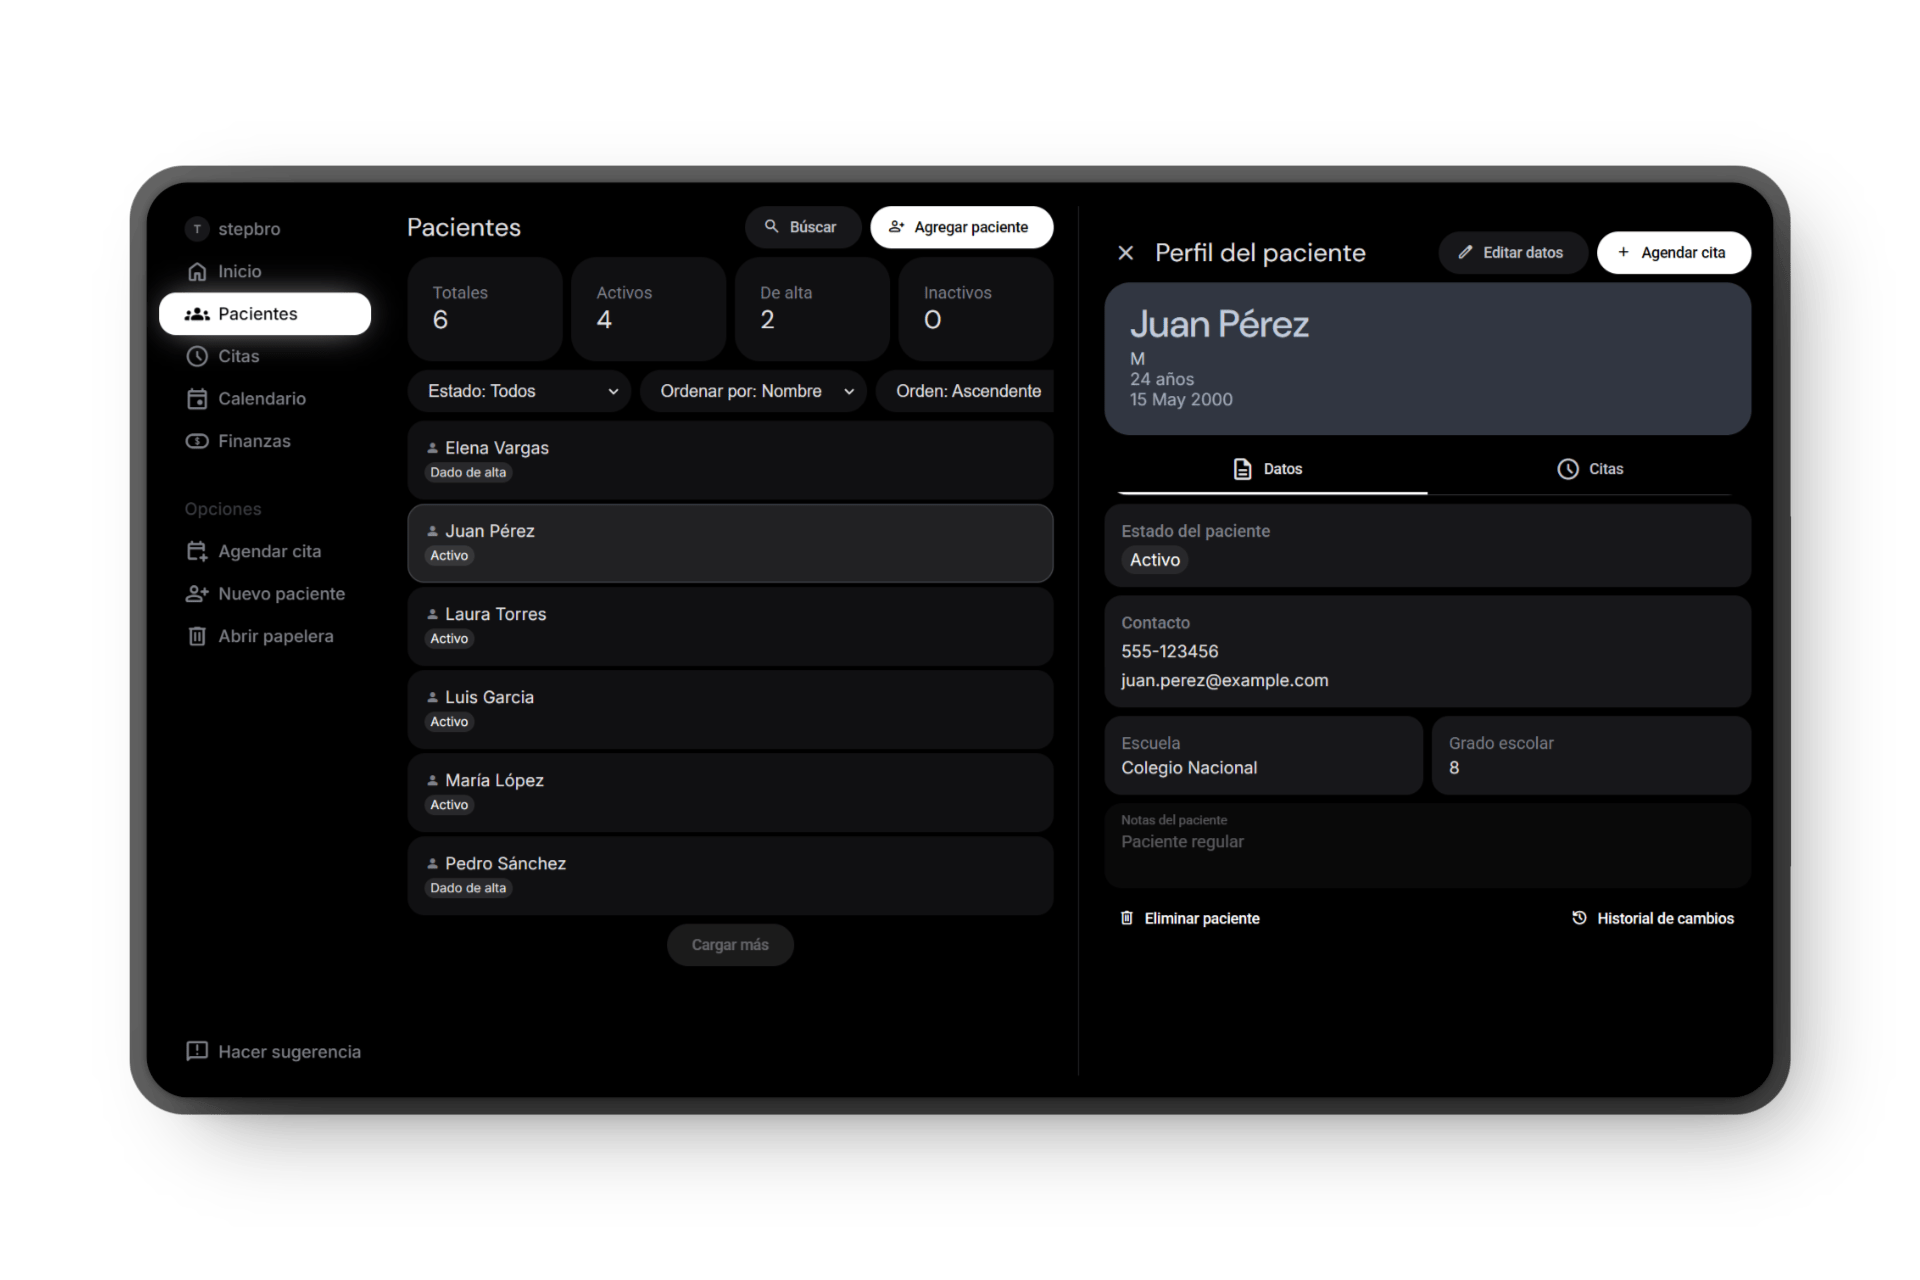 T stepbro
Inicio
Pacientes
Citas
Calendario
Finanzas
Opciones
Agendar cita
Nuevo paciente
Abrir papelera
Hacer sugerencia
Pacientes
Búscar
Agregar paciente
Totales
6
Activos
4
De alta
2
Inactivos
0
Estado: Todos
Ordenar por: Nombre
Orden: Ascendente
Elena Vargas
Dado de alta
Juan Pérez
Activo
Laura Torres
Activo
Luis Garcia
Activo
María López
Activo
Pedro Sánchez
Dado de alta
Cargar más
Perfil del paciente
Editar datos
+ Agendar cita
Juan Pérez
M
24 años
15 May 2000
Datos
Citas
Estado del paciente
Activo
Contacto
555-123456
juan.perez@example.com
Escuela
Colegio Nacional
Grado escolar
8
Notas del paciente
Paciente regular
Eliminar paciente
Historial de cambios